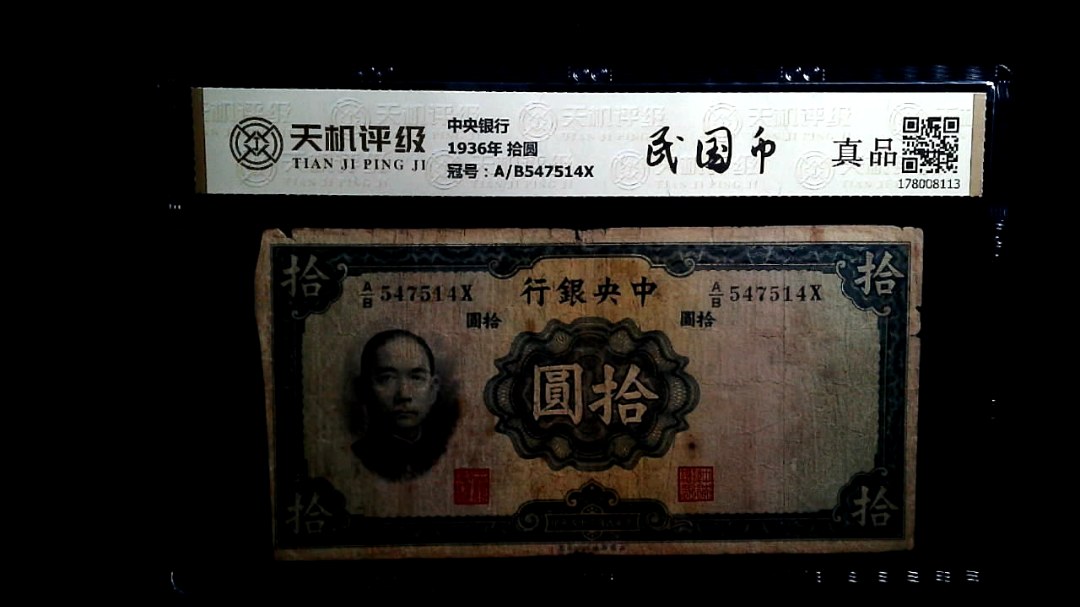 天机评级
TIAN JI PING JI
中央银行
1936年 拾圆
冠号：A/B547514X
民国币
真品
178008113
拾
拾
行銀央中
A/B 547514X
A/B 547514X
圓拾
圓拾
圓拾
拾
拾